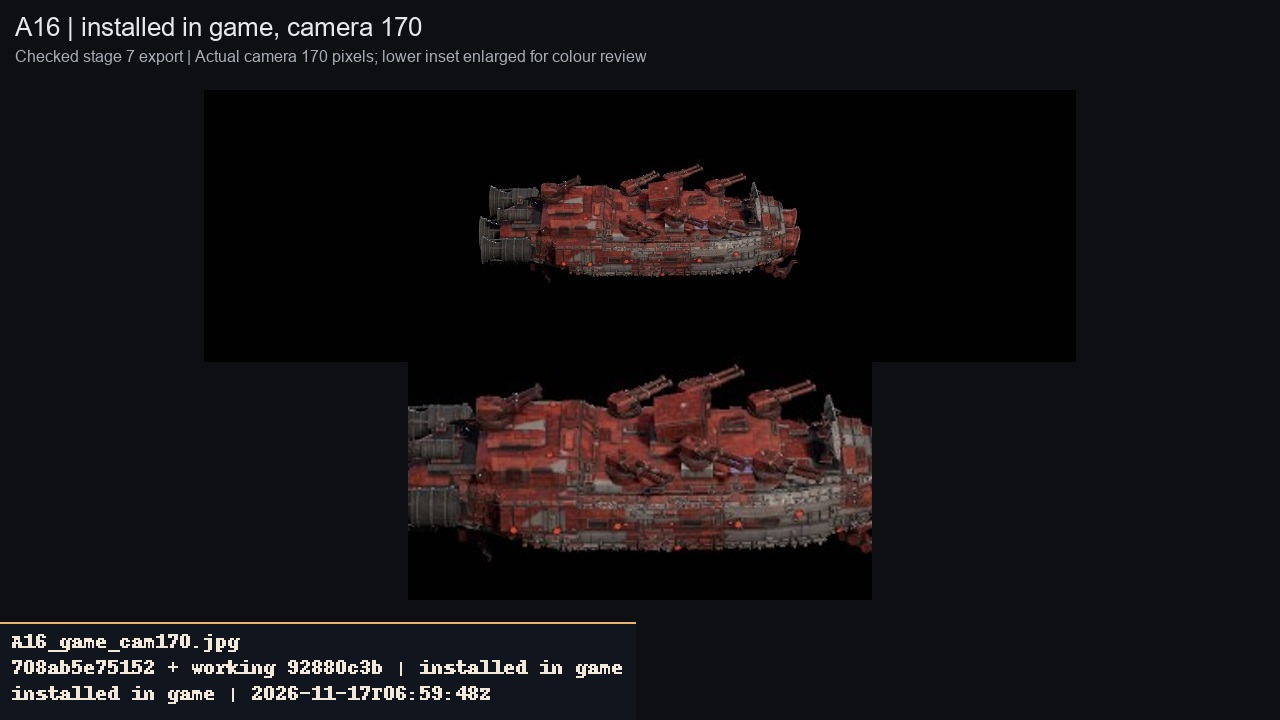 A16 | installed in game, camera 170
Checked stage 7 export | Actual camera 170 pixels; lower inset enlarged for colour review
A16_game_cam170.jpg
708ab5e75152 + working 92880c3b | installed in game
installed in game | 2026-11-17T06:59:48Z